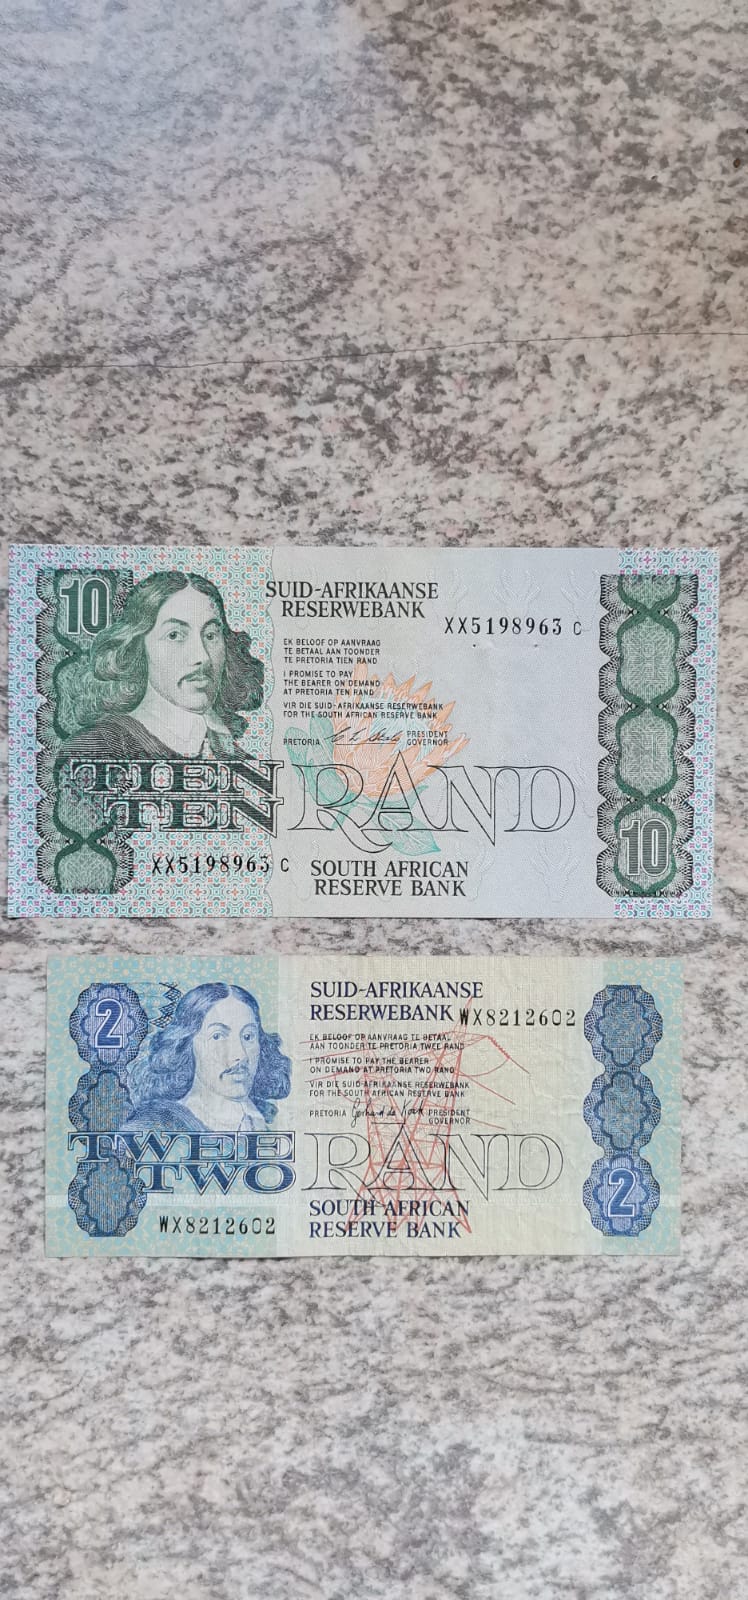 10
SUID-AFRIKAANSE
RESERWEBANK
XX5198963 C
EK BELOOF OP AANVRAAG
TE BETAAL AAN TOONDER
TE PRETORIA TIEN RAND
I PROMISE TO PAY
THE BEARER ON DEMAND
AT PRETORIA TEN RAND
VIR DIE SUID-AFRIKAANSE RESERWEBANK
FOR THE SOUTH AFRICAN RESERVE BANK
PRETORIA PRESIDENT
GOVERNOR
TIEN
TEN RAND
10
XX5198963 C
SOUTH AFRICAN
RESERVE BANK
2
SUID-AFRIKAANSE
RESERWEBANK WX8212602
EK BELOOF OP AANVRAAG TE BETAAL
AAN TOONDER TE PRETORIA TWEE RAND
I PROMISE TO PAY THE BEARER
ON DEMAND AT PRETORIA TWO RAND
VIR DIE SUID-AFRIKAANSE RESERWEBANK
FOR THE SOUTH AFRICAN RESERVE BANK
PRETORIA Gerhard de Kock PRESIDENT
GOVERNOR
TWEE
TWO RAND
2
WX8212602
SOUTH AFRICAN
RESERVE BANK